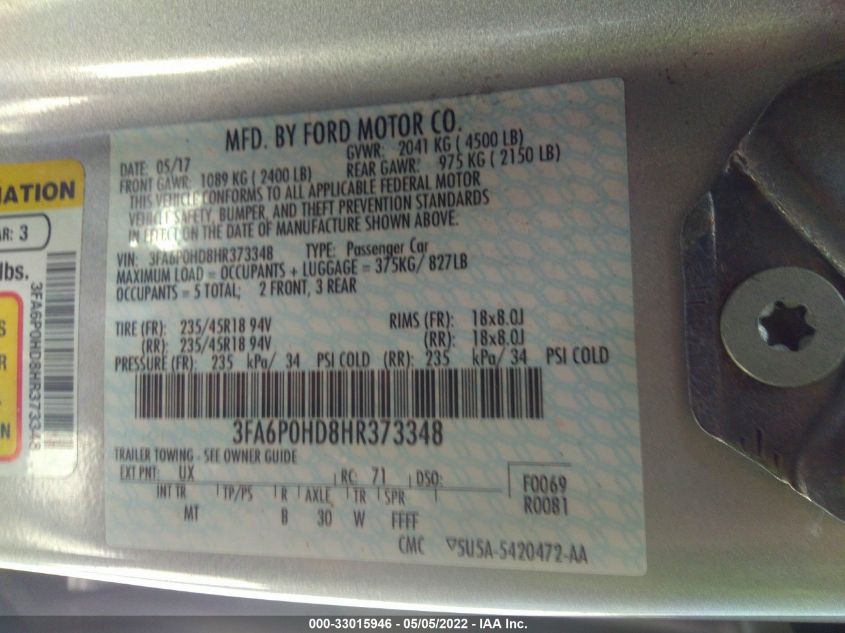 MFD. BY FORD MOTOR CO.
DATE: 05/17 GVWR: 2041 KG ( 4500 LB)
FRONT GAWR: 1089 KG ( 2400 LB) REAR GAWR: 975 KG ( 2150 LB)
THIS VEHICLE CONFORMS TO ALL APPLICABLE FEDERAL MOTOR
VEHICLE SAFETY, BUMPER, AND THEFT PREVENTION STANDARDS
IN EFFECT ON THE DATE OF MANUFACTURE SHOWN ABOVE.
VIN: 3FA6P0HD8HR373348 TYPE: Passenger Car
MAXIMUM LOAD = OCCUPANTS + LUGGAGE = 375KG/ 827LB
OCCUPANTS = 5 TOTAL; 2 FRONT, 3 REAR
TIRE (FR): 235/45R18 94V RIMS (FR): 18x8.0J
(RR): 235/45R18 94V (RR): 18x8.0J
PRESSURE (FR): 235 kPa/ 34 PSI COLD (RR): 235 kPa/ 34 PSI COLD
3FA6P0HD8HR373348
TRAILER TOWING - SEE OWNER GUIDE
EXT PNT: UX RC: 71 DSO: F0069
INT TR TP/PS R AXLE TR SPR R0081
MT B 30 W FFFF
CMC 5U5A-5420472-AA
MATION
AR: 3
lbs.
3FA6P0HD8HR373348
S
R
N
000-33015946 - 05/05/2022 - IAA Inc.